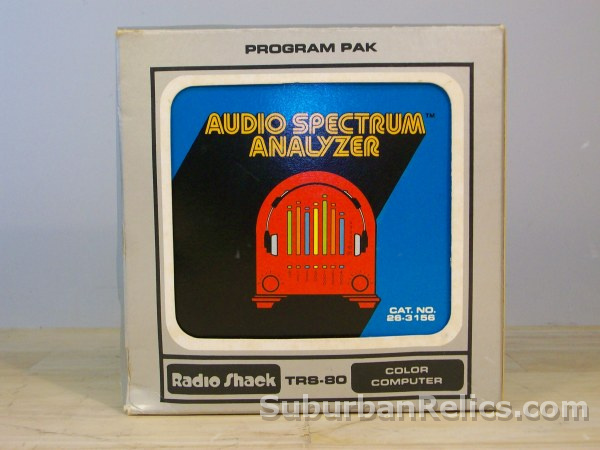 PROGRAM PAK
AUDIO SPECTRUM™
ANALYZER
CAT. NO.
26-3156
Radio Shack TRS-80 COLOR
COMPUTER
SuburbanRelics.com